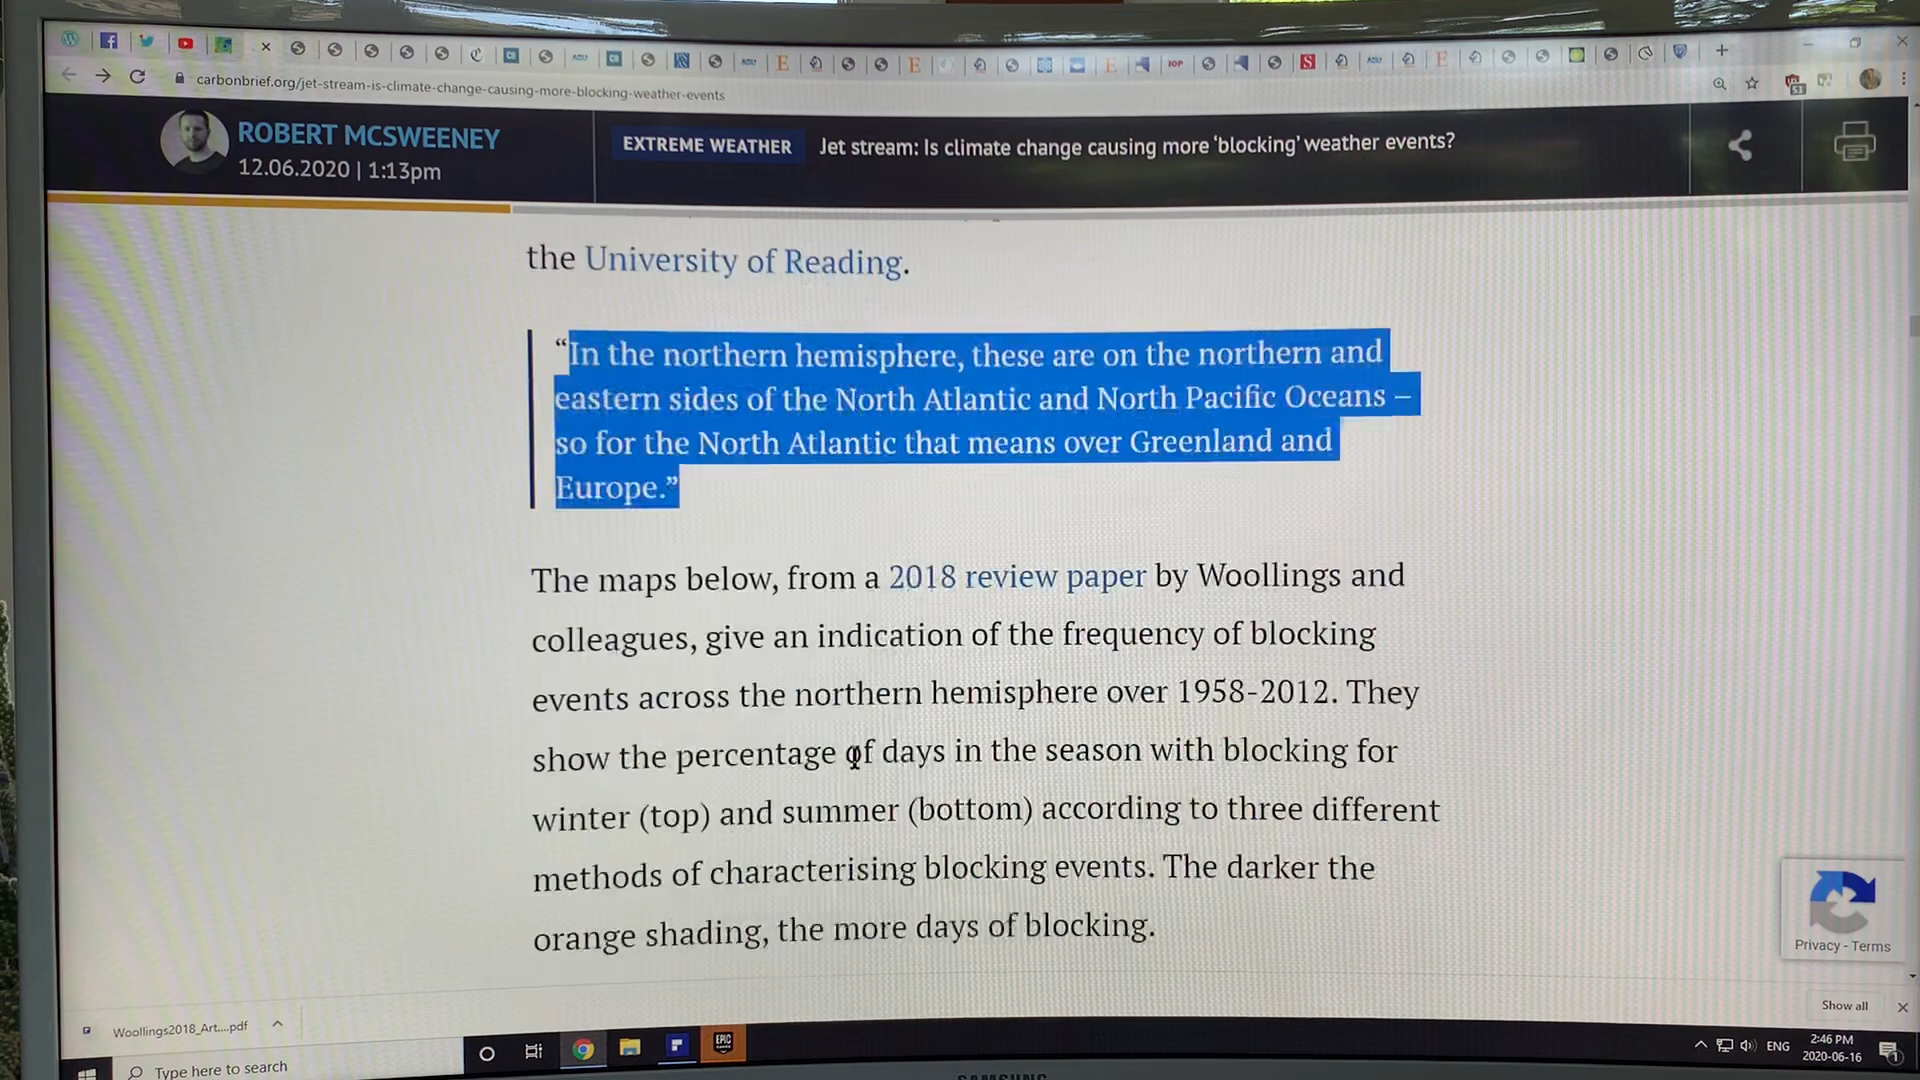 carbonbrief.org/jet-stream-is-climate-change-causing-more-blocking-weather-events
ROBERT MCSWEENEY
12.06.2020 | 1:13pm
EXTREME WEATHER
Jet stream: Is climate change causing more ‘blocking’ weather events?
the University of Reading.
“In the northern hemisphere, these are on the northern and
eastern sides of the North Atlantic and North Pacific Oceans –
so for the North Atlantic that means over Greenland and
Europe.”
The maps below, from a 2018 review paper by Woollings and
colleagues, give an indication of the frequency of blocking
events across the northern hemisphere over 1958-2012. They
show the percentage of days in the season with blocking for
winter (top) and summer (bottom) according to three different
methods of characterising blocking events. The darker the
orange shading, the more days of blocking.
Privacy - Terms
Show all
Woollings2018_Art....pdf
Type here to search
EPIC
ENG
2:46 PM
2020-06-16
SAMSUNG